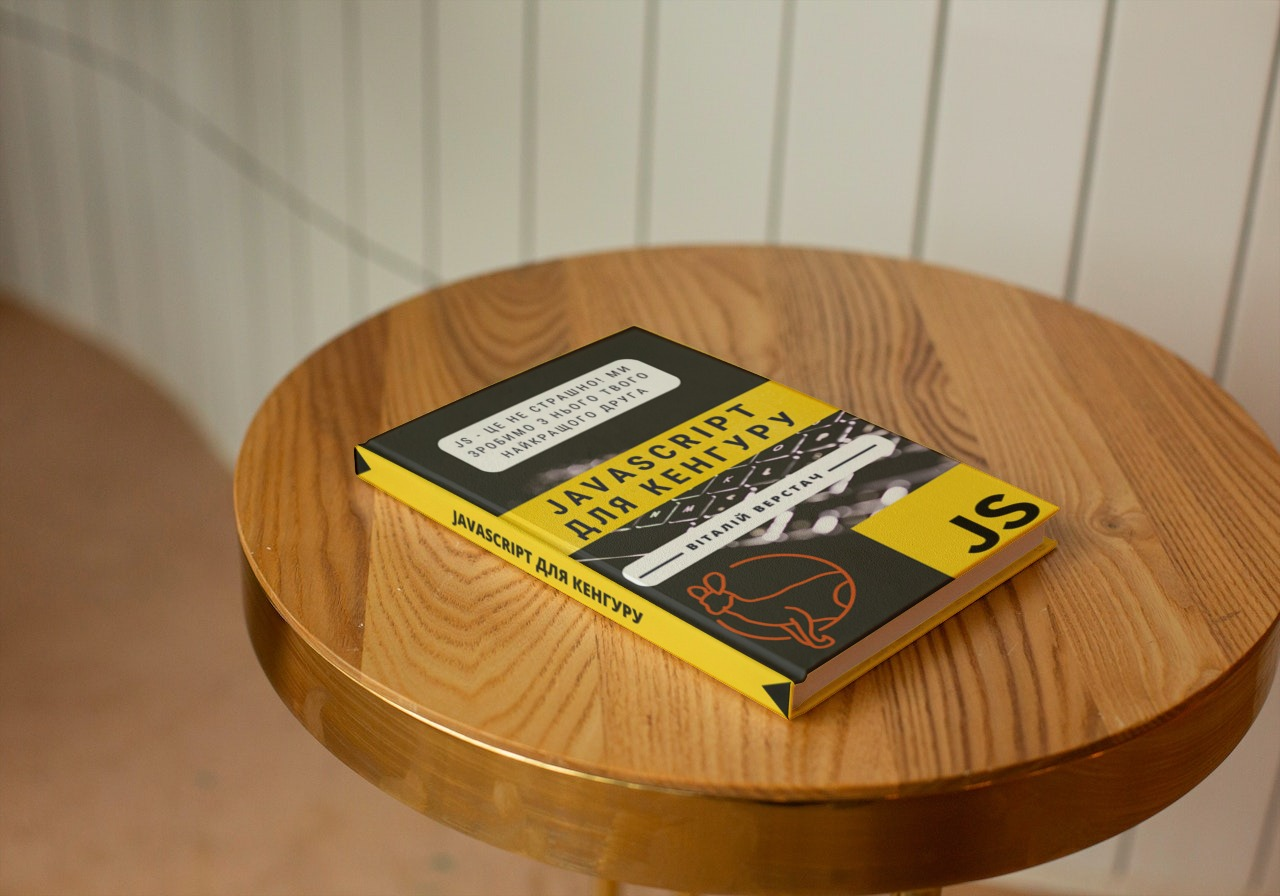 JS - ЦЕ НЕ СТРАШНО! МИ
ЗРОБИМО З НЬОГО ТВОГО
НАЙКРАЩОГО ДРУГА
JAVASCRIPT
ДЛЯ КЕНГУРУ
ВІТАЛІЙ ВЕРСТАЧ
JS
JAVASCRIPT ДЛЯ КЕНГУРУ